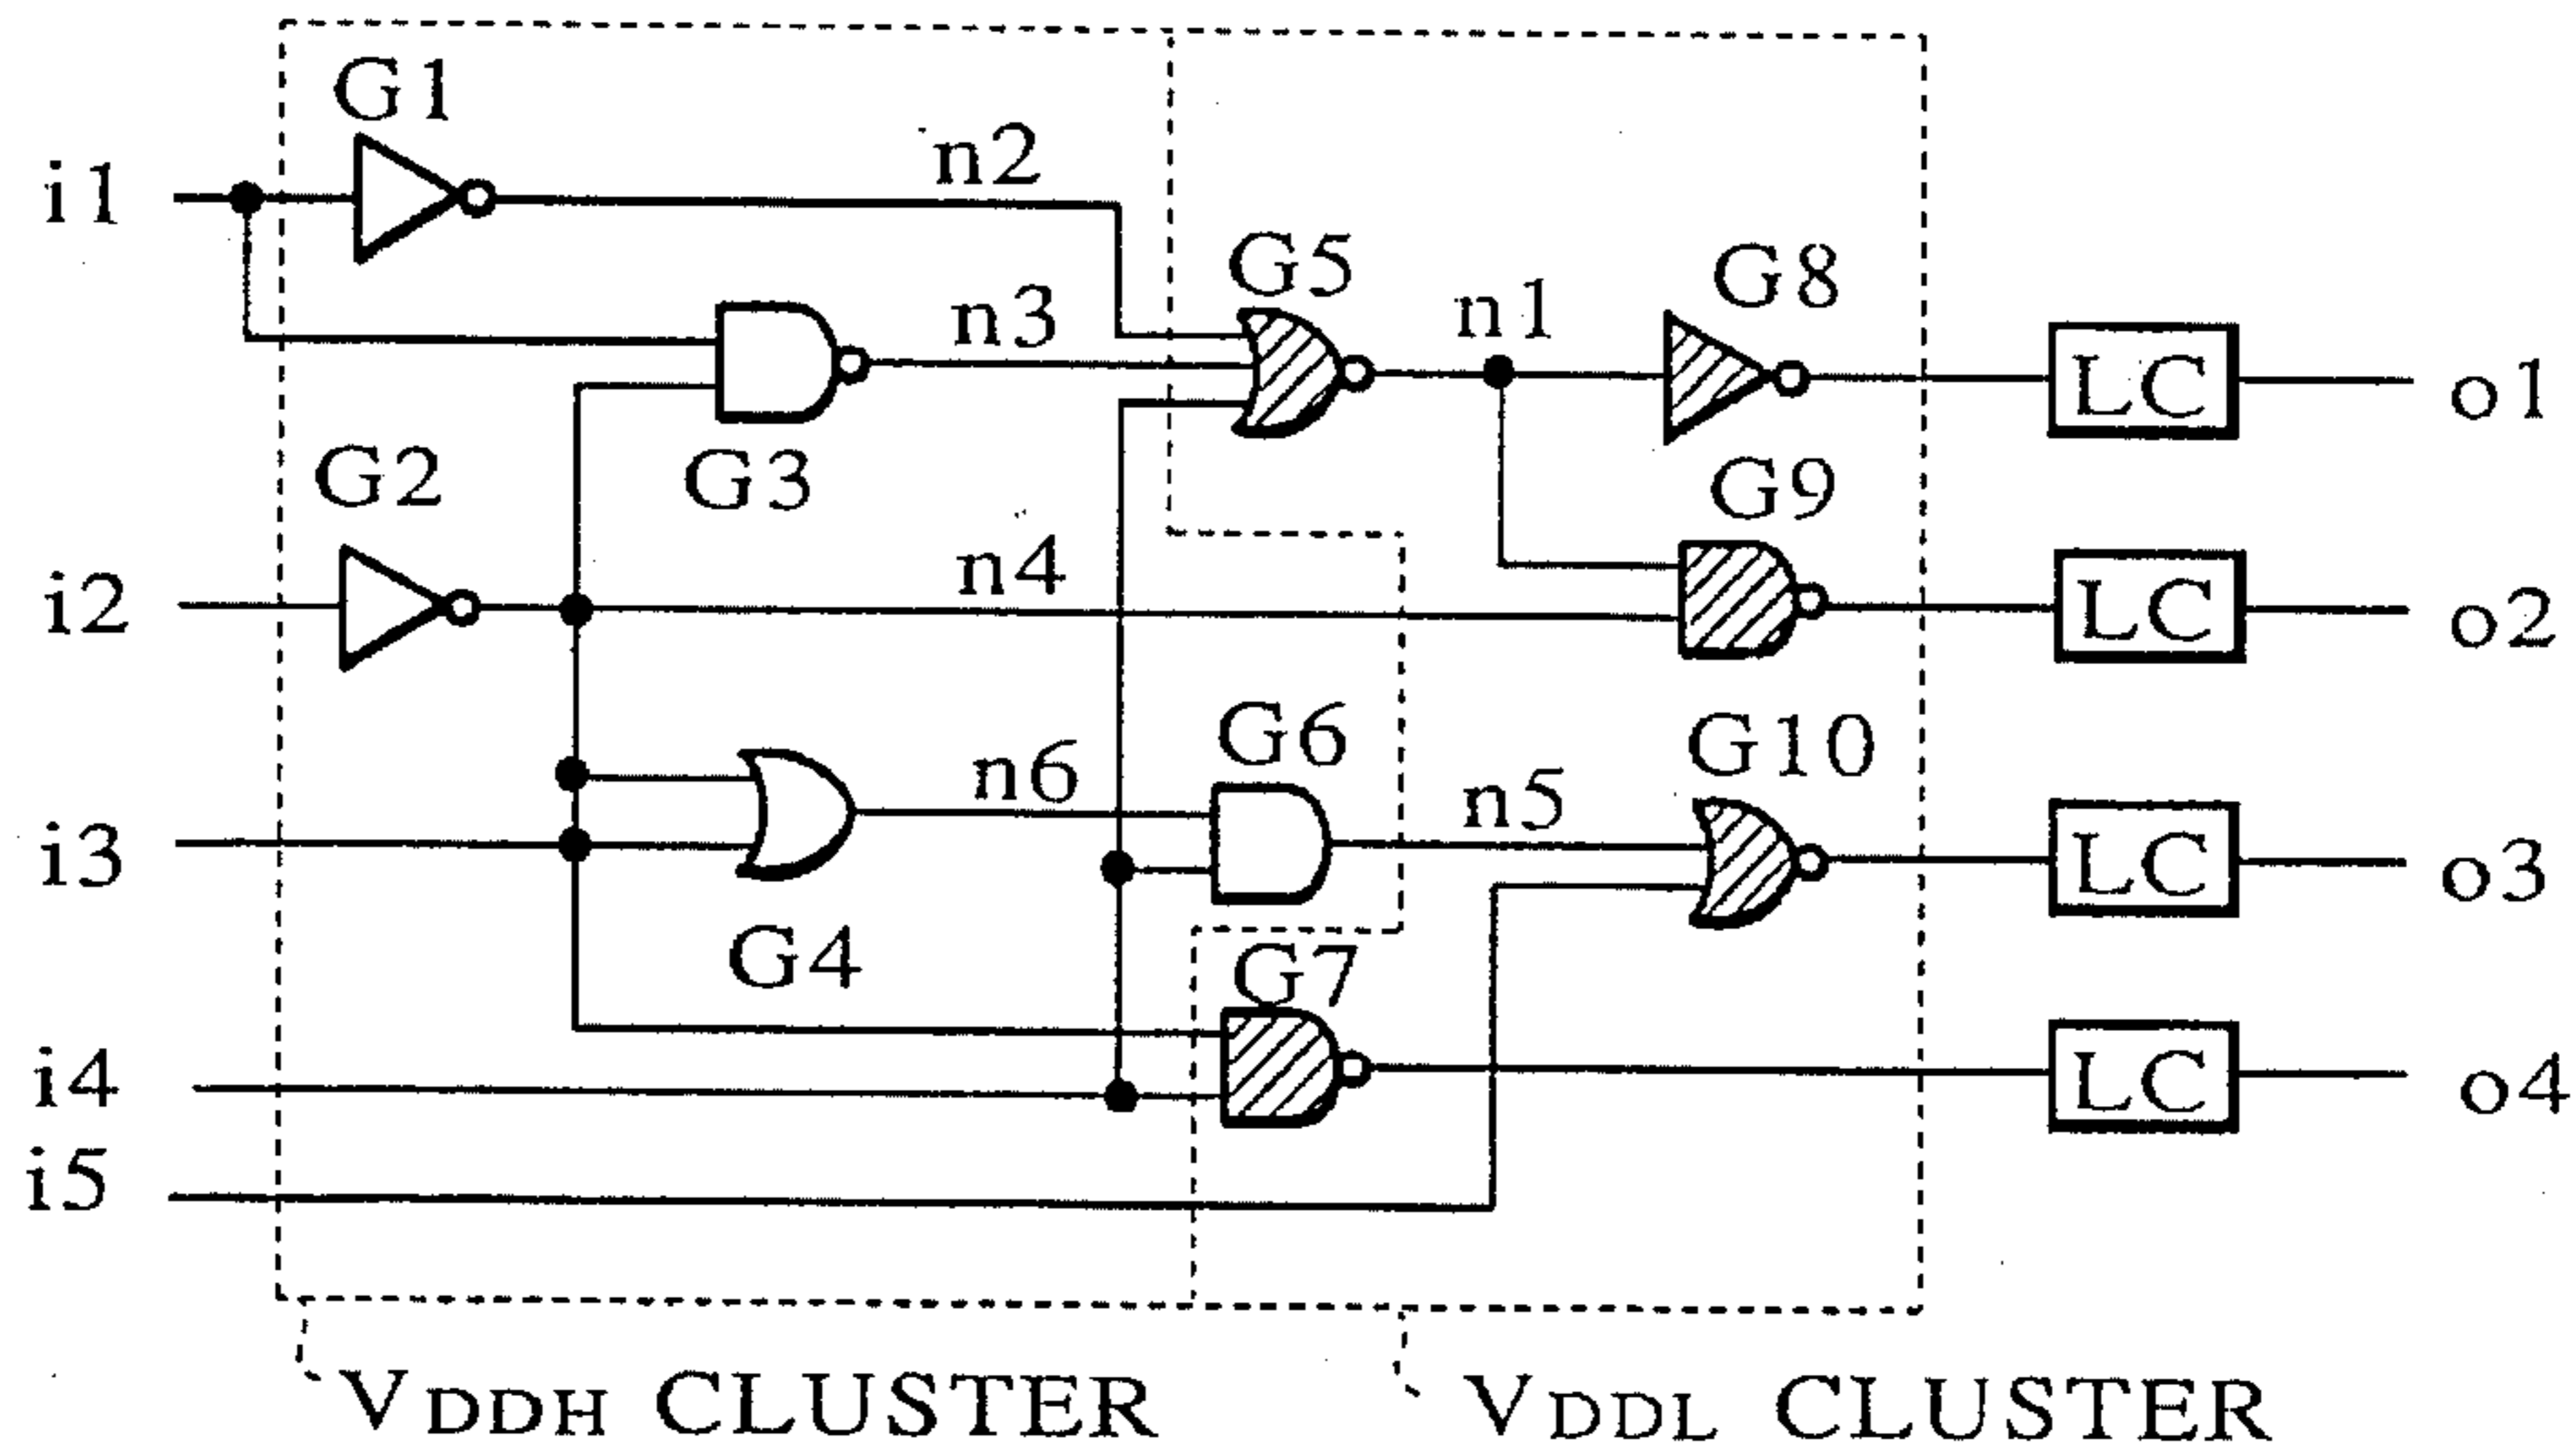 G1
i1
n2
G5
G8
n3
n1
LC
o1
G2
G3
G9
i2
n4
LC
o2
G6
G10
n6
n5
i3
LC
o3
G4
G7
i4
LC
o4
i5
VDDH CLUSTER
VDDL CLUSTER